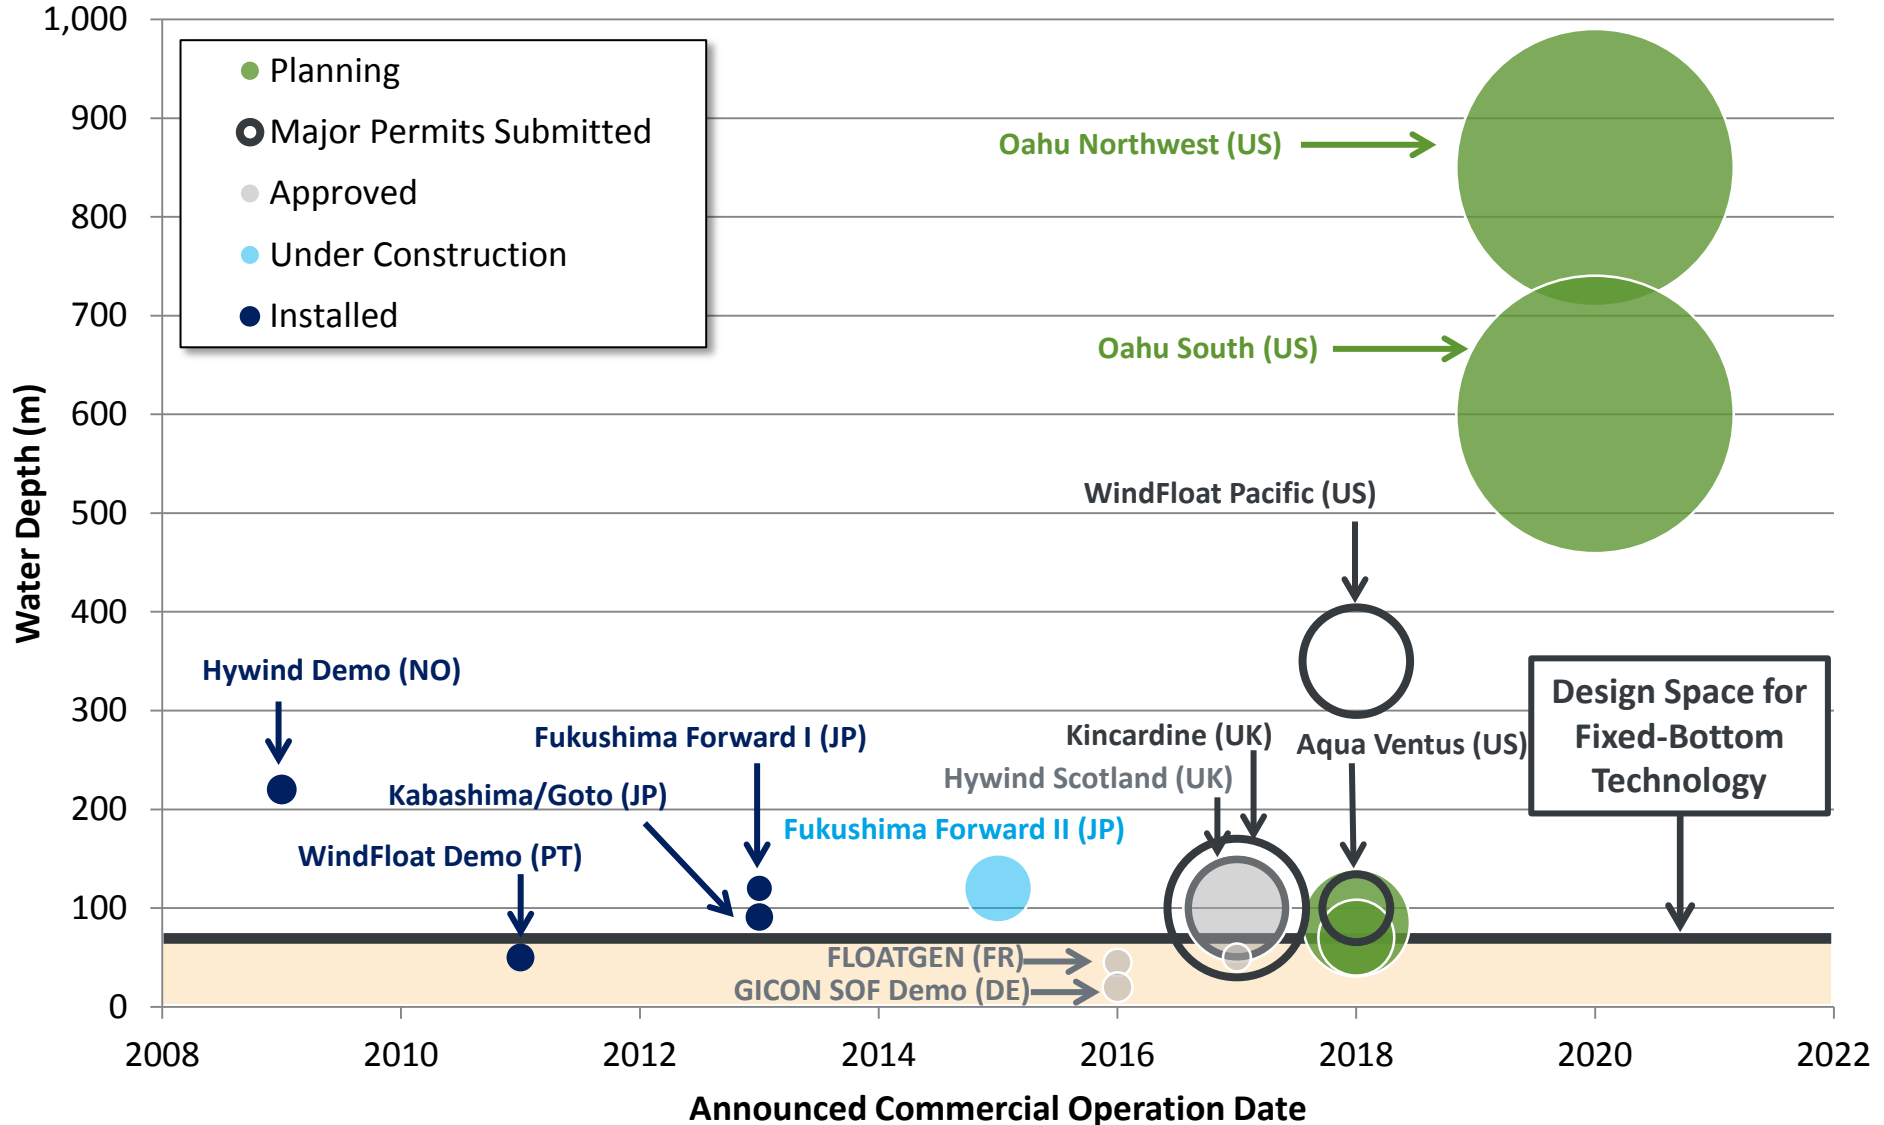 1,000
900
800
700
600
500
400
300
200
100
0
Water Depth (m)
Planning
Major Permits Submitted
Approved
Under Construction
Installed
Oahu Northwest (US)
Oahu South (US)
WindFloat Pacific (US)
Hywind Demo (NO)
Fukushima Forward I (JP)
Kincardine (UK)
Aqua Ventus (US)
Hywind Scotland (UK)
Kabashima/Goto (JP)
Fukushima Forward II (JP)
WindFloat Demo (PT)
Design Space for
Fixed-Bottom
Technology
FLOATGEN (FR)
GICON SOF Demo (DE)
2008
2010
2012
2014
2016
2018
2020
2022
Announced Commercial Operation Date